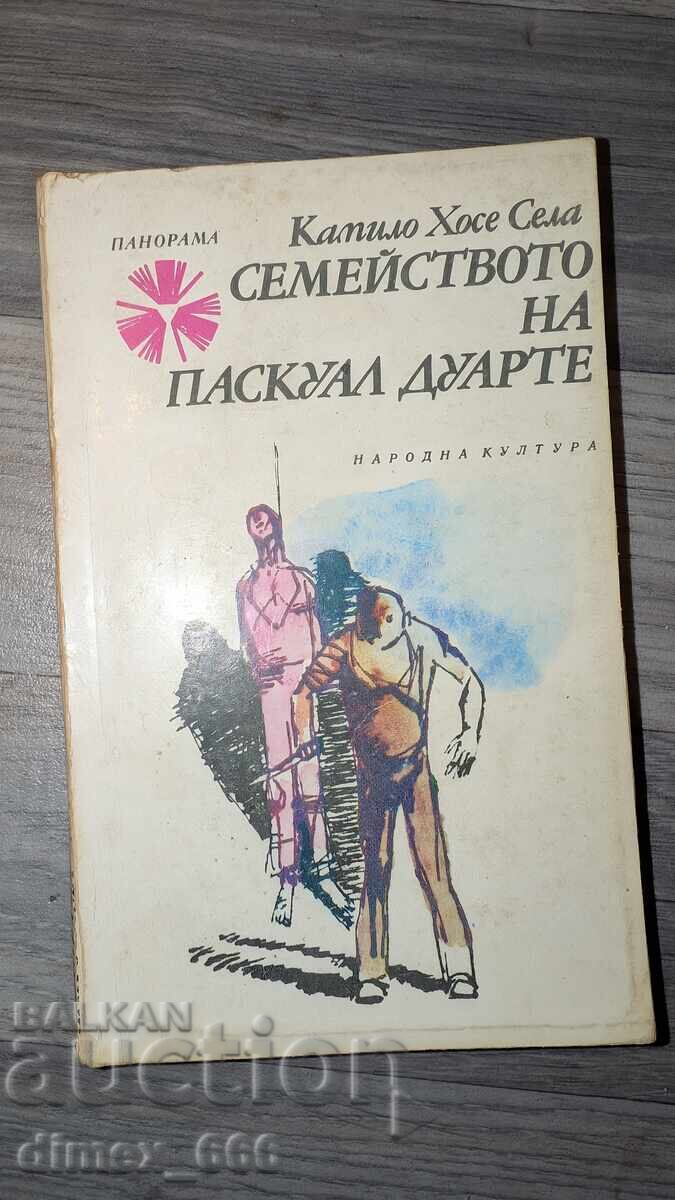 ПАНОРАМА
Камило Хосе Села
СЕМЕЙСТВОТО
НА
ПАСКУАЛ ДУАРТЕ
НАРОДНА КУЛТУРА
BALKAN
auction
dimex_666